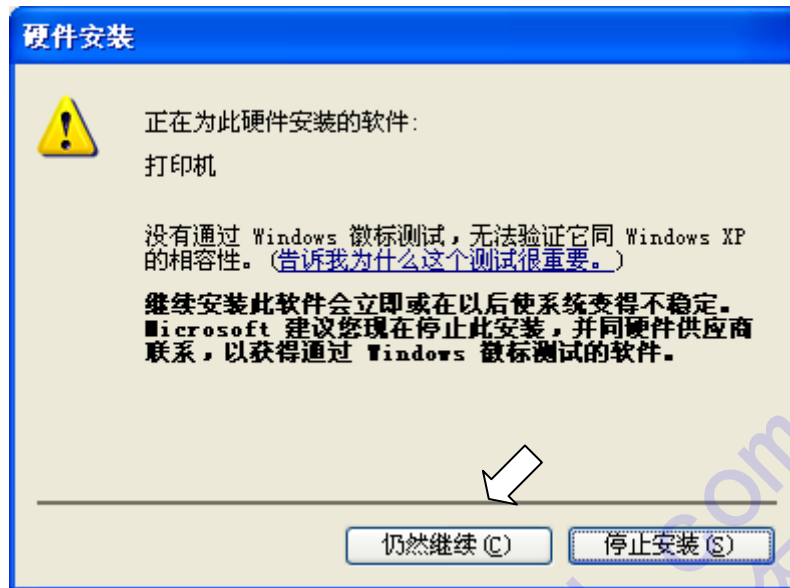 硬件安装
正在为此硬件安装的软件:
打印机
没有通过 Windows 徽标测试，无法验证它同 Windows XP
的相容性。(告诉我为什么这个测试很重要。)
继续安装此软件会立即或在以后使系统变得不稳定。
Microsoft 建议您现在停止此安装，并同硬件供应商
联系，以获得通过 Windows 徽标测试的软件。
仍然继续(C) 停止安装(S)
com